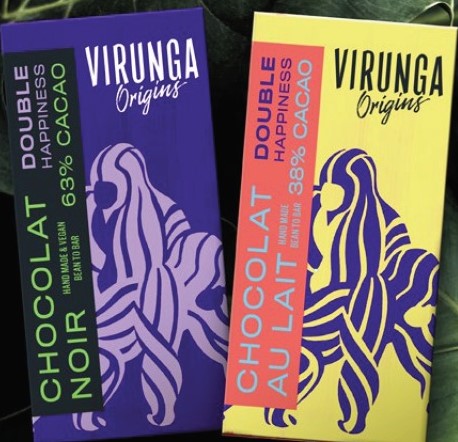 VIRUNGA
Origins
DOUBLE
HAPPINESS
63% CACAO
CHOCOLAT
NOIR
HAND MADE & VEGAN
BEAN TO BAR
VIRUNGA
Origins
DOUBLE
HAPPINESS
38% CACAO
CHOCOLAT
AU LAIT
HAND MADE
BEAN TO BAR